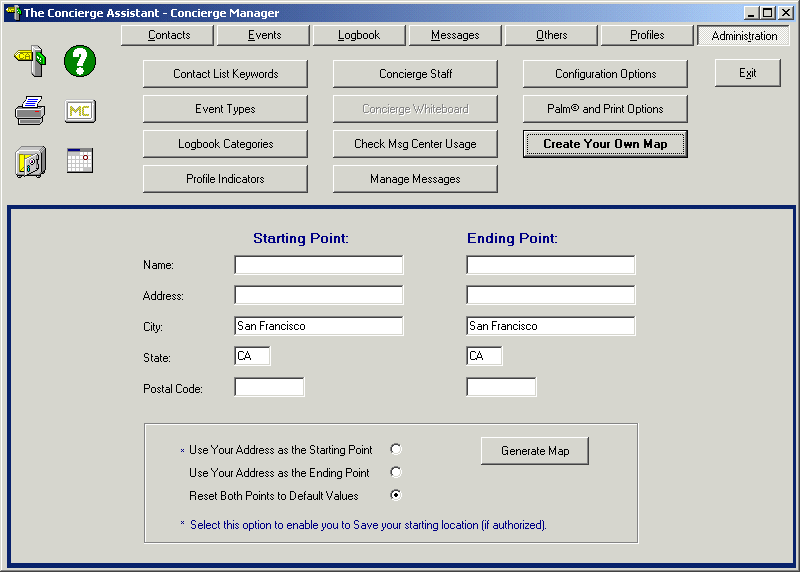 The Concierge Assistant - Concierge Manager
Contacts Events Logbook Messages Others Profiles Administration
CA ? Contact List Keywords Concierge Staff Configuration Options Exit
MC Event Types Concierge Whiteboard Palm© and Print Options
Logbook Categories Check Msg Center Usage Create Your Own Map
Profile Indicators Manage Messages
Starting Point: Ending Point:
Name:
Address:
City: San Francisco San Francisco
State: CA CA
Postal Code:
* Use Your Address as the Starting Point Generate Map
Use Your Address as the Ending Point
Reset Both Points to Default Values
* Select this option to enable you to Save your starting location (if authorized).